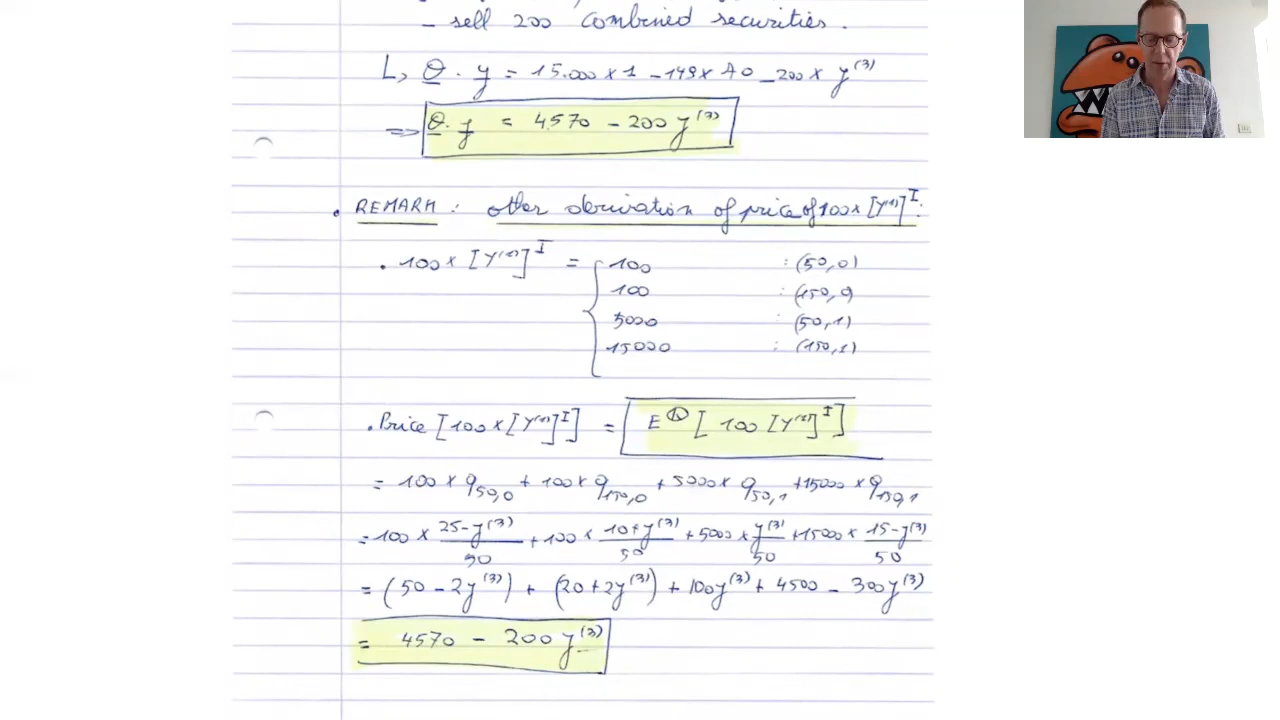 - sell 200 combined securities.
L, θ . y = 15.000 x 1 - 149 x 70 - 200 x y^(3)
=> θ . y = 4570 - 200 y^(3)
. REMARK : other derivation of price of 100 x [Y^(1)]^I :
. 100 x [Y^(2)]^I = { 100 : (50,0)
100 : (150,0)
5000 : (50,1)
15000 : (150,1)
. Price [100 x [Y^(2)]^I] = E^Q [ 100 [Y^(2)]^I ]
= 100 x q_50,0 + 100 x q_150,0 + 5000 x q_50,1 + 15000 x q_150,1
= 100 x (25 - y^(3))/50 + 100 x (10 + y^(3))/50 + 5000 x y^(3)/50 + 15000 x (15 - y^(3))/50
= (50 - 2y^(3)) + (20 + 2y^(3)) + 100y^(3) + 4500 - 300y^(3)
= 4570 - 200 y^(3)